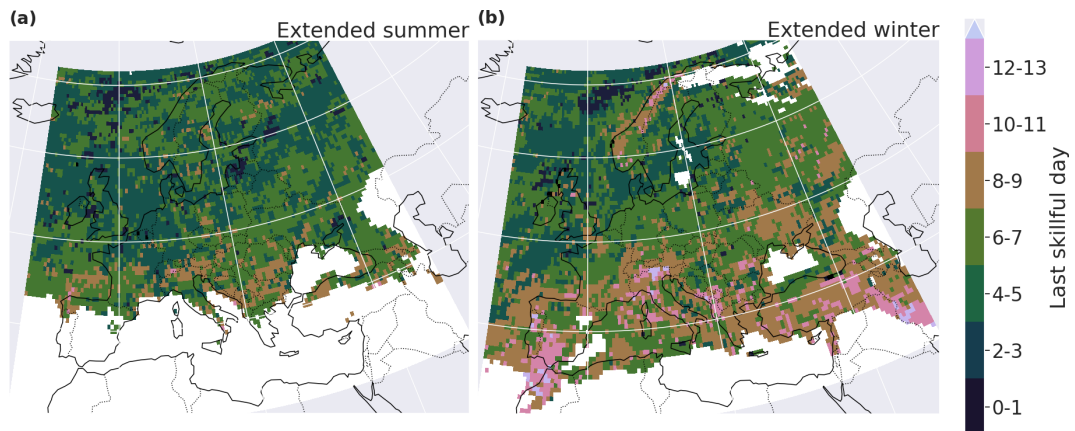 (a)
Extended summer
(b)
Extended winter
12-13
10-11
8-9
6-7
4-5
2-3
0-1
Last skillful day